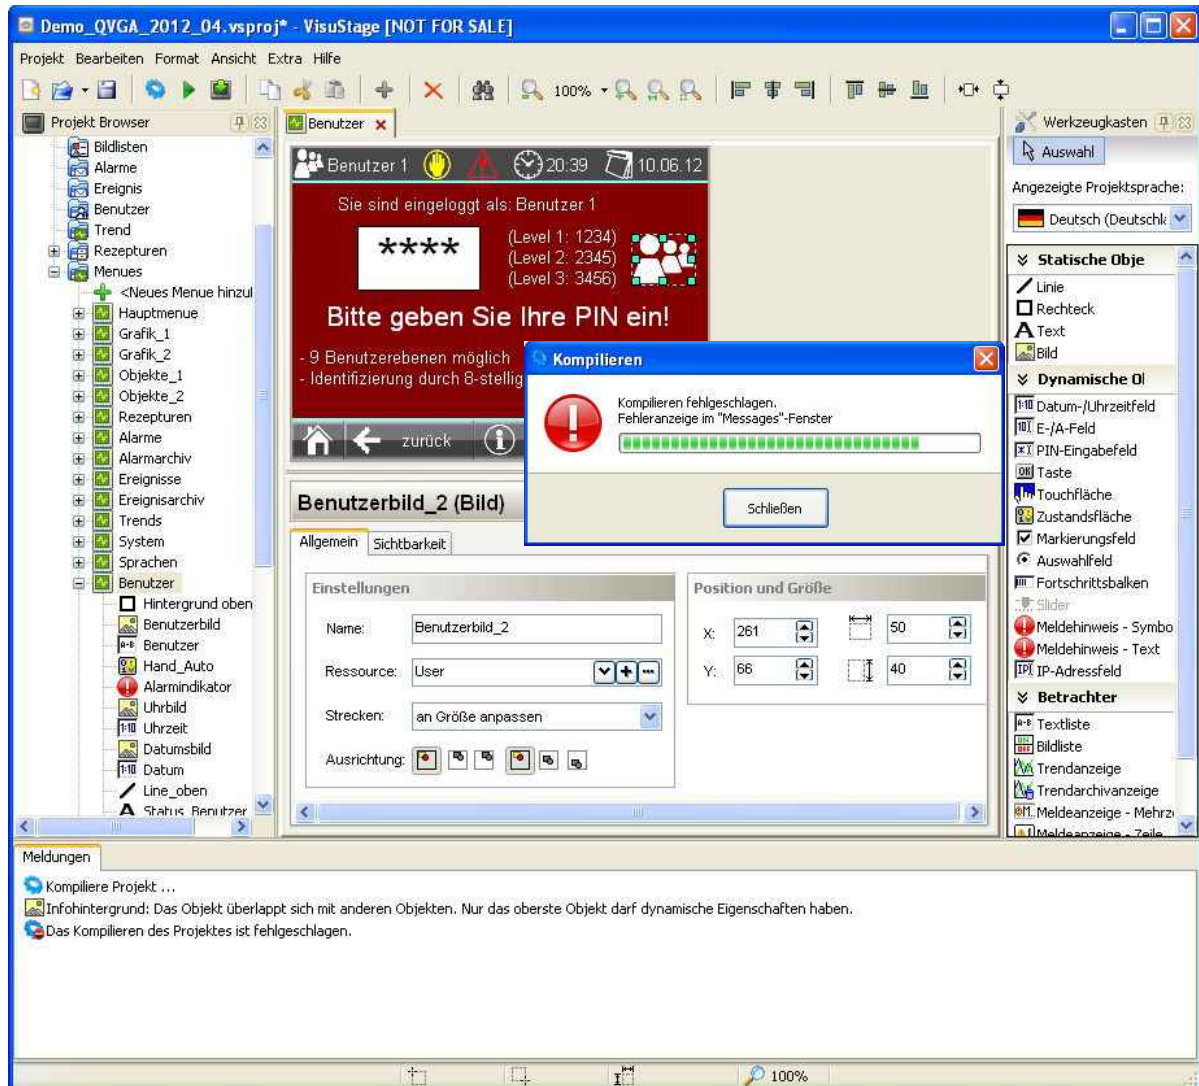 Demo_QVGA_2012_04.vsproj* - VisuStage [NOT FOR SALE]
Projekt Bearbeiten Format Ansicht Extra Hilfe
100%
Projekt Browser
Bildlisten
Alarme
Ereignis
Benutzer
Trend
Rezepturen
Menues
<Neues Menue hinzul
Hauptmenue
Grafik_1
Grafik_2
Objekte_1
Objekte_2
Rezepturen
Alarme
Alarmarchiv
Ereignisse
Ereignisarchiv
Trends
System
Sprachen
Benutzer
Hintergrund oben
Benutzerbild
Benutzer
Hand_Auto
Alarmindikator
Uhrbild
Uhrzeit
Datumsbild
Datum
Line_oben
Status_Benutzer
Benutzer
Benutzer 1
20:39
10.06.12
Sie sind eingeloggt als: Benutzer 1
****
(Level 1: 1234)
(Level 2: 2345)
(Level 3: 3456)
Bitte geben Sie Ihre PIN ein!
- 9 Benutzerebenen möglich
- Identifizierung durch 8-stellig
zurück
Kompilieren
Kompilieren fehlgeschlagen.
Fehleranzeige im "Messages"-Fenster
Schließen
Benutzerbild_2 (Bild)
Allgemein
Sichtbarkeit
Einstellungen
Name: Benutzerbild_2
Ressource: User
Strecken: an Größe anpassen
Ausrichtung:
Position und Größe
X: 261
50
Y: 66
40
Werkzeugkasten
Auswahl
Angezeigte Projektsprache:
Deutsch (Deutschla
Statische Obje
Linie
Rechteck
Text
Bild
Dynamische Ol
Datum-/Uhrzeitfeld
E-/A-Feld
PIN-Eingabefeld
Taste
Touchfläche
Zustandsfläche
Markierungsfeld
Auswahlfeld
Fortschrittsbalken
Slider
Meldehinweis - Symbo
Meldehinweis - Text
IP-Adressfeld
Betrachter
Textliste
Bildliste
Trendanzeige
Trendarchivanzeige
Meldeanzeige - Mehrz
Meldeanzeige - Zeile
Meldungen
Kompiliere Projekt ...
Infohintergrund: Das Objekt überlappt sich mit anderen Objekten. Nur das oberste Objekt darf dynamische Eigenschaften haben.
Das Kompilieren des Projektes ist fehlgeschlagen.
100%